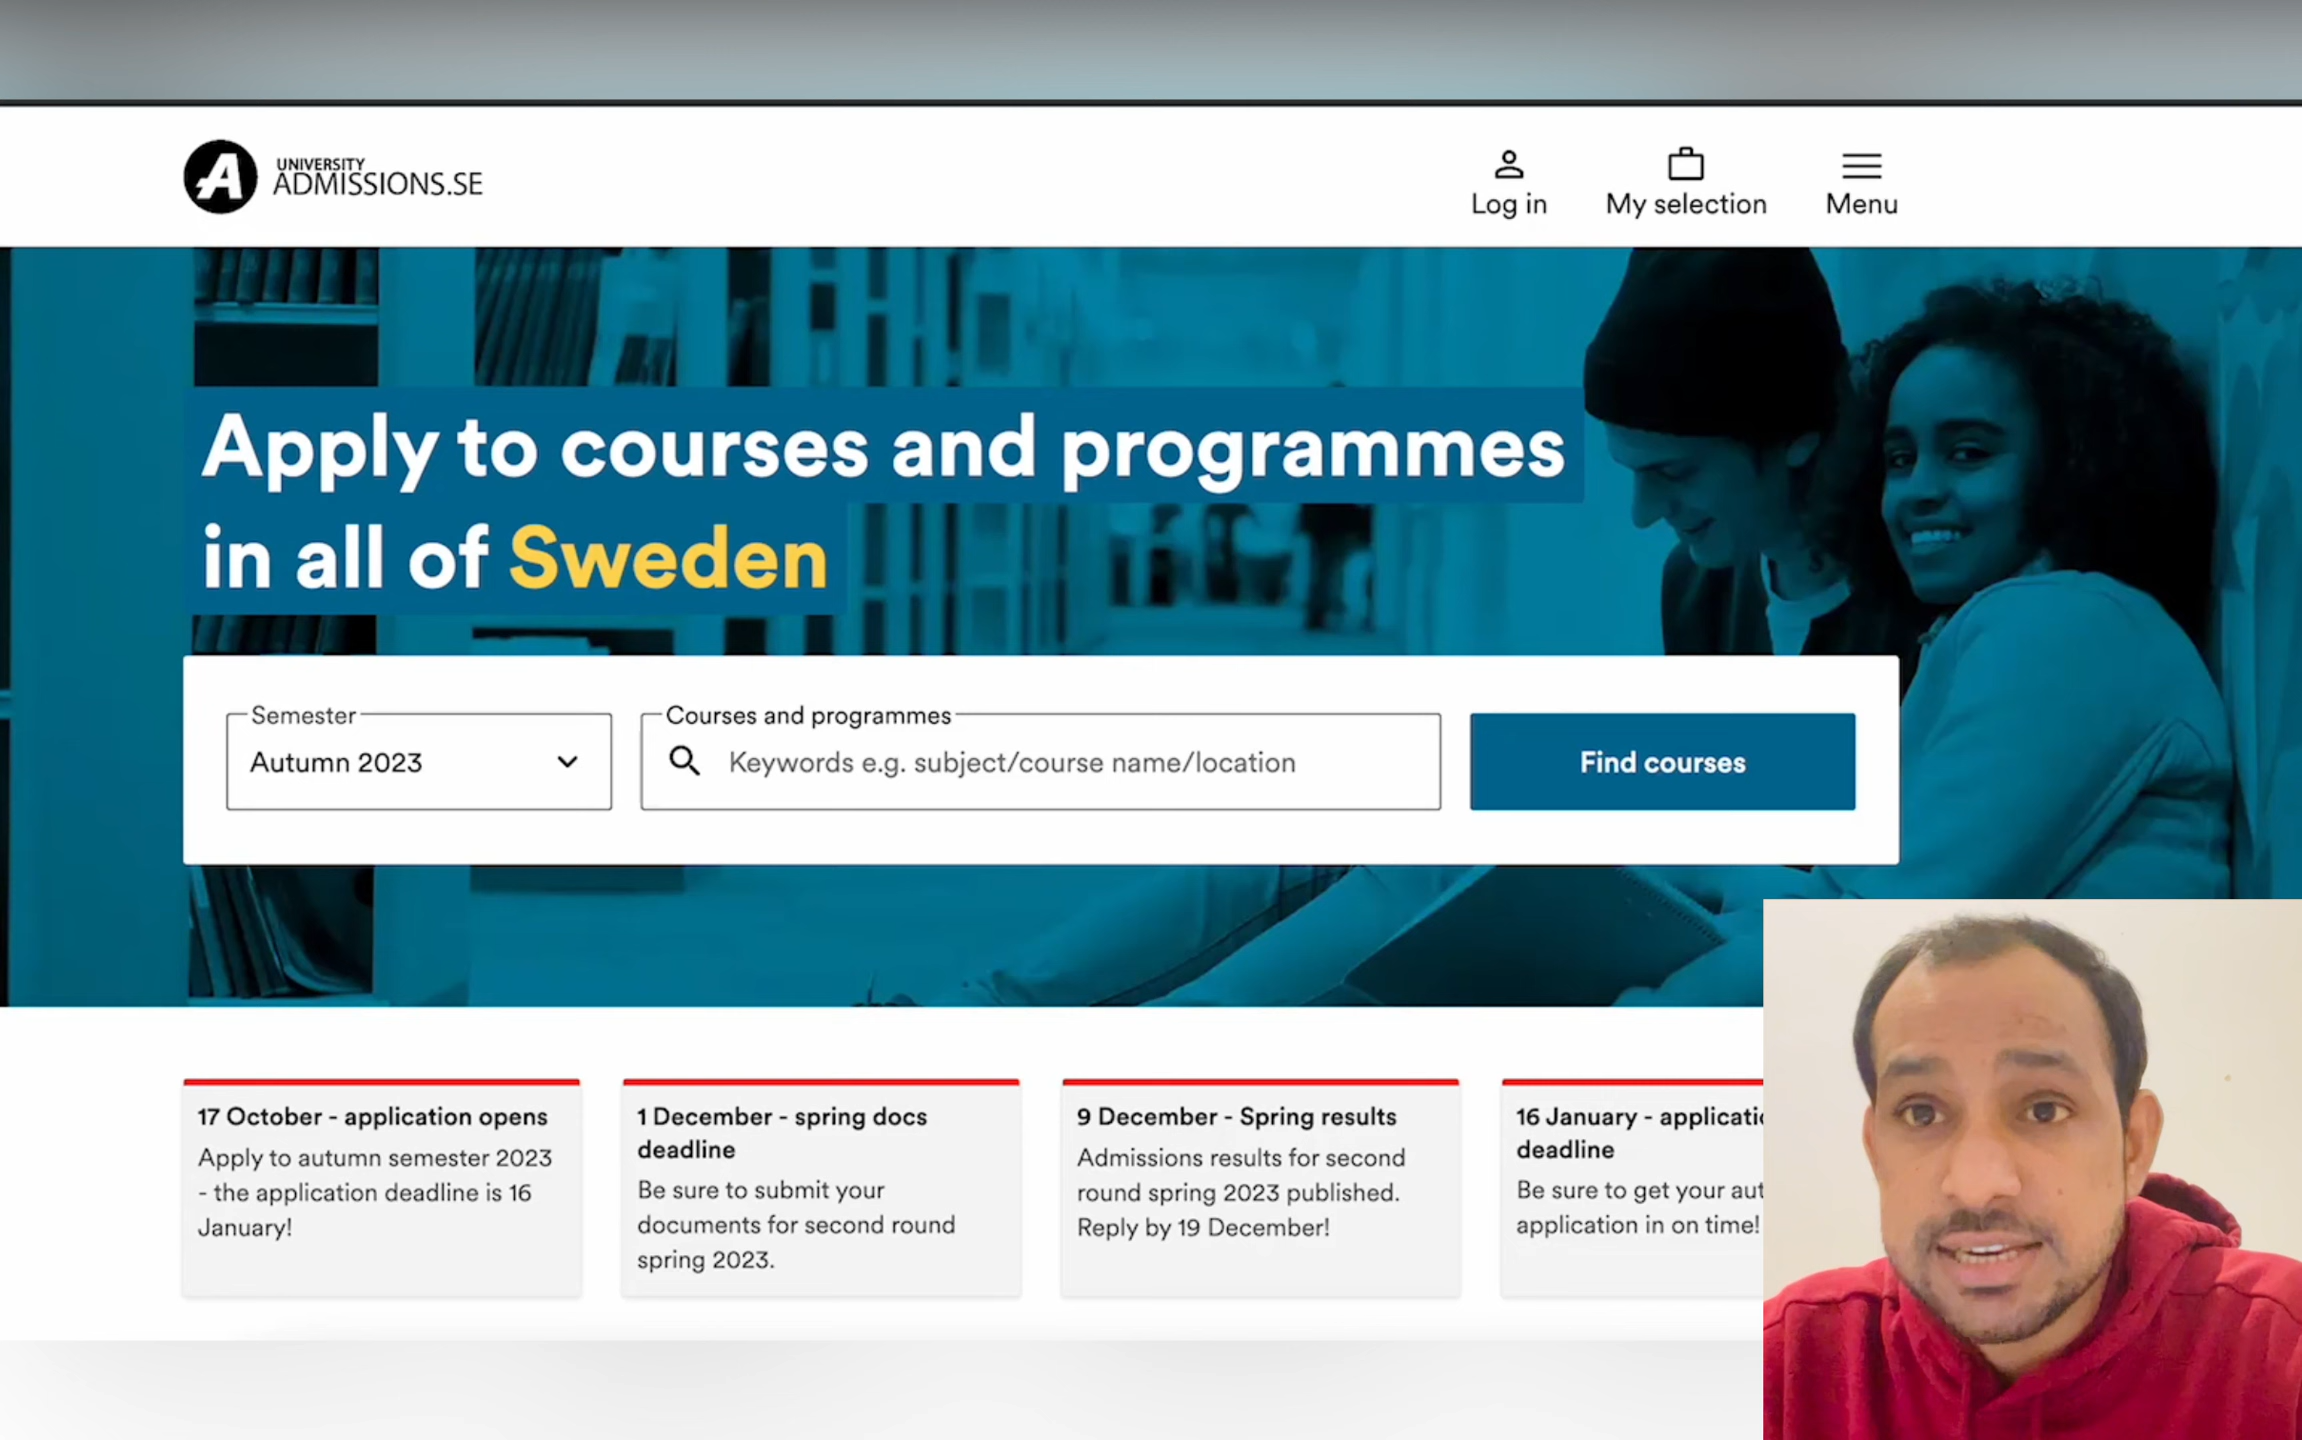 UNIVERSITY
ADMISSIONS.SE
Log in
My selection
Menu
Apply to courses and programmes
in all of Sweden
Semester
Autumn 2023
Courses and programmes
Keywords e.g. subject/course name/location
Find courses
17 October - application opens
Apply to autumn semester 2023
- the application deadline is 16
January!
1 December - spring docs
deadline
Be sure to submit your
documents for second round
spring 2023.
9 December - Spring results
Admissions results for second
round spring 2023 published.
Reply by 19 December!
16 January -
deadline
Be sure to get your
application in on time!